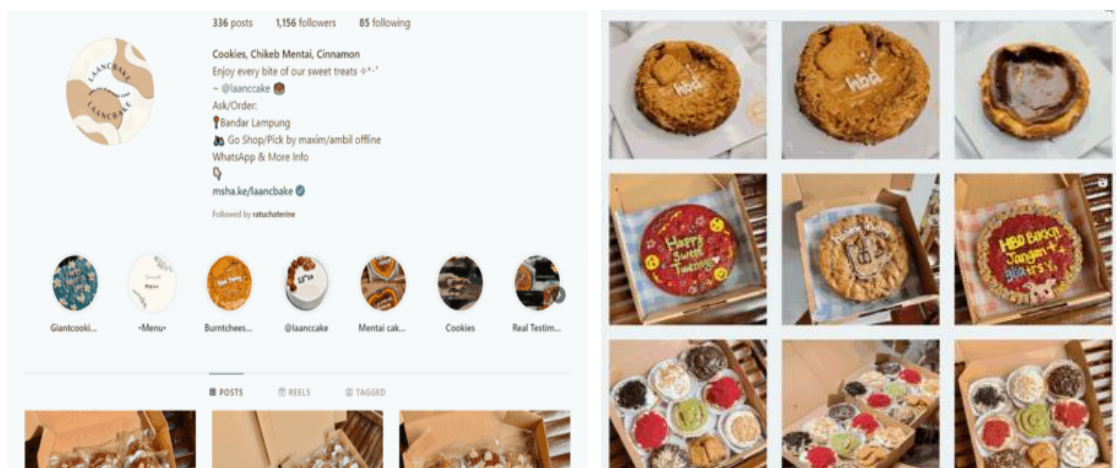 336 posts 1,156 followers 85 following
Cookies, Chikeb Mentai, Cinnamon
Enjoy every bite of our sweet treats
~ @laanccake
Ask/Order:
Bandar Lampung
Go Shop/Pick by maxim/ambil offline
WhatsApp & More Info
msha.ke/laancbake
Followed by ratuchaterine
LAANCBAKE
LAANCBAKE
Giantcooki... •Menu• Burntchees... @laanccake Mentai cak... Cookies Real Testim...
POSTS REELS TAGGED
hbd
hbd
Happy
Sweet
Twenty
HBD
Jangan